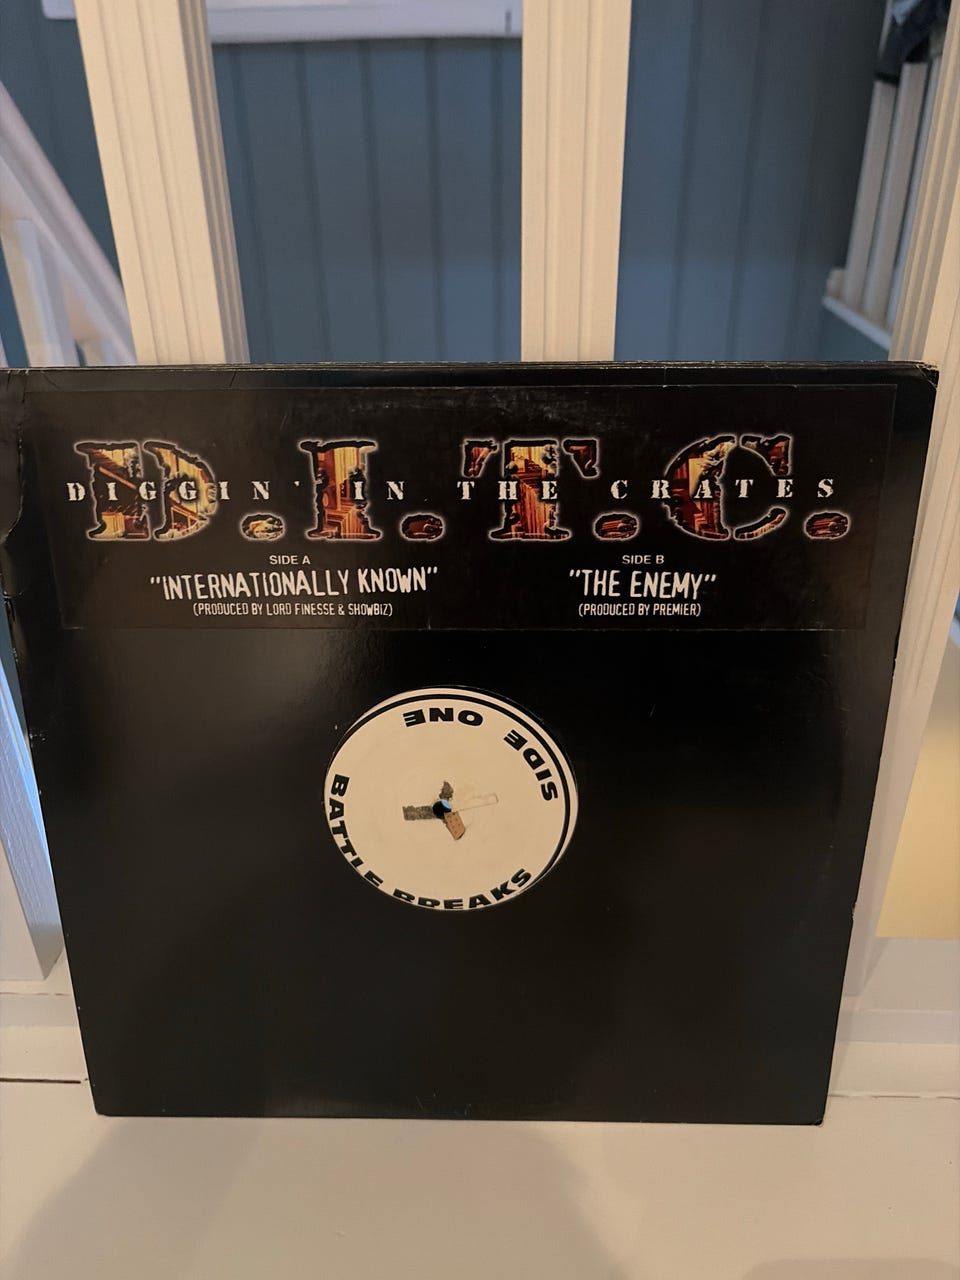 D.I.T.C.
DIGGIN' IN THE CRATES
SIDE A
"INTERNATIONALLY KNOWN"
(PRODUCED BY LORD FINESSE & SHOWBIZ)
SIDE B
"THE ENEMY"
(PRODUCED BY PREMIER)
SIDE ONE
BATTLE BREAKS